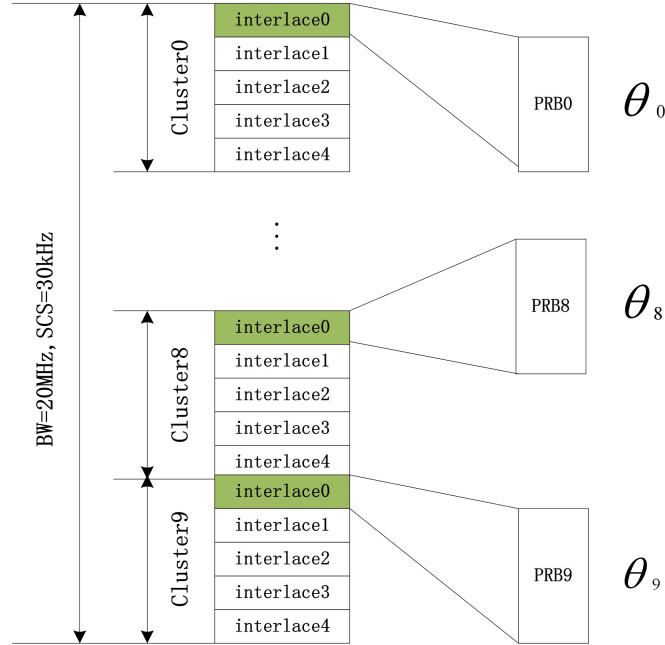 BW=20MHz, SCS=30kHz
Cluster0
interlace0
interlace1
interlace2
interlace3
interlace4
PRB0
θ0
⋮
Cluster8
interlace0
interlace1
interlace2
interlace3
interlace4
PRB8
θ8
Cluster9
interlace0
interlace1
interlace2
interlace3
interlace4
PRB9
θ9